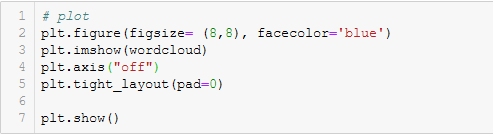 1 # plot
2 plt.figure(figsize= (8,8), facecolor='blue')
3 plt.imshow(wordcloud)
4 plt.axis("off")
5 plt.tight_layout(pad=0)
6
7 plt.show()